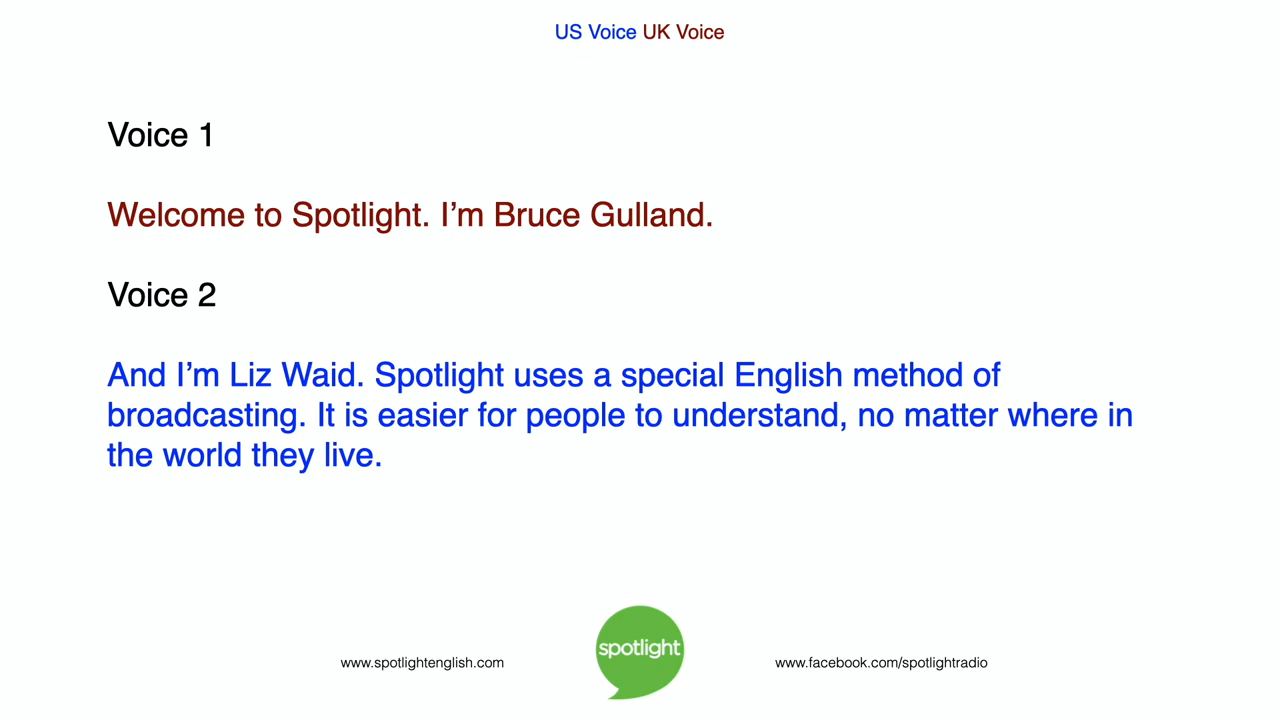 US Voice UK Voice
Voice 1
Welcome to Spotlight. I’m Bruce Gulland.
Voice 2
And I’m Liz Waid. Spotlight uses a special English method of
broadcasting. It is easier for people to understand, no matter where in
the world they live.
www.spotlightenglish.com
spotlight
www.facebook.com/spotlightradio